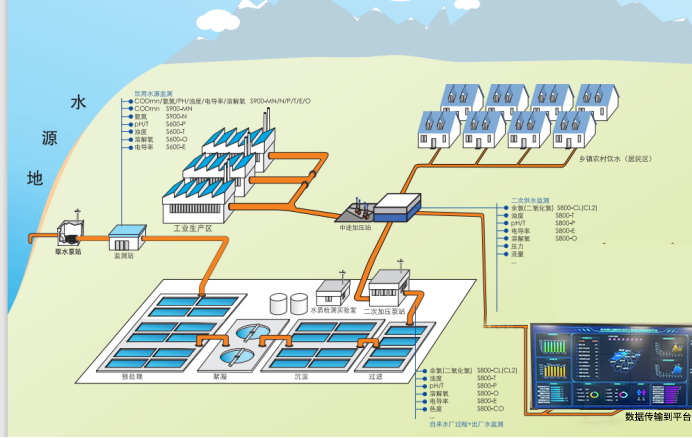 水
源
地
饮用水源监测
CODmn/氨氮/PH/浊度/电导率/溶解氧 S900-MN/N/P/T/E/O
CODmn S900-MN
氨氮 S900-N
pH/T S600-P
浊度 S600-T
溶解氧 S600-O
电导率 S600-E
工业生产区
乡镇农村饮水（居民区）
取水泵站
监测站
中途加压站
二次供水监测
余氯(二氧化氯) S800-CL(CL2)
浊度 S800-T
pH/T S800-P
电导率 S800-E
溶解氧 S800-O
压力
流量
...
水质检测实验室
二次加压泵站
预处理
絮凝
沉淀
过滤
余氯(二氧化氯) S800-CL(CL2)
浊度 S800-T
pH/T S800-P
溶解氧 S800-O
电导率 S800-E
色度 S800-CO
...
自来水厂过程+出厂水监测
数据传输到平台